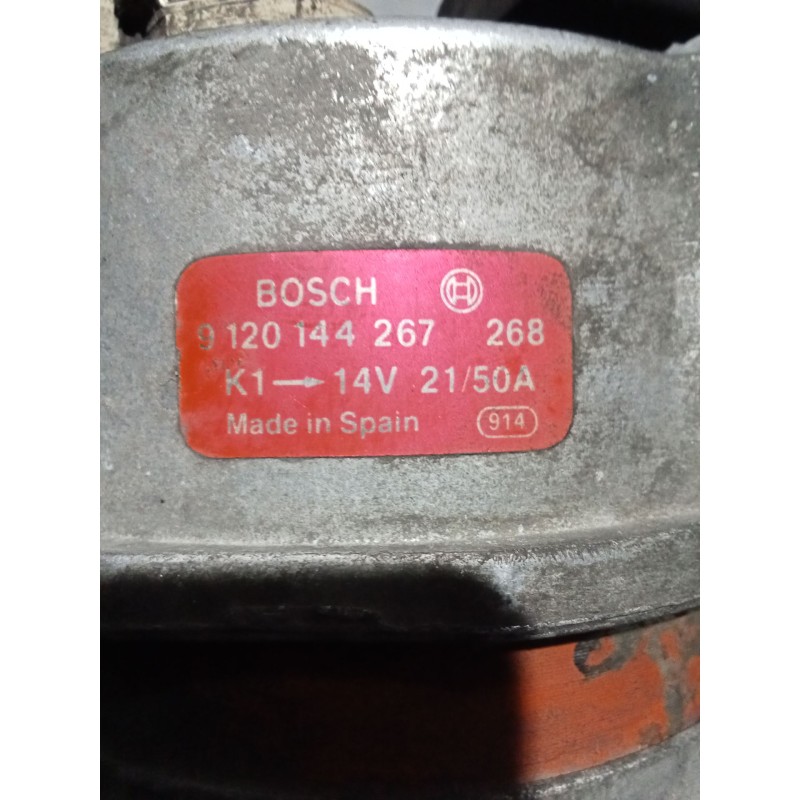 BOSCH
9 120 144 267 268
K1→14V 21/50A
Made in Spain 914